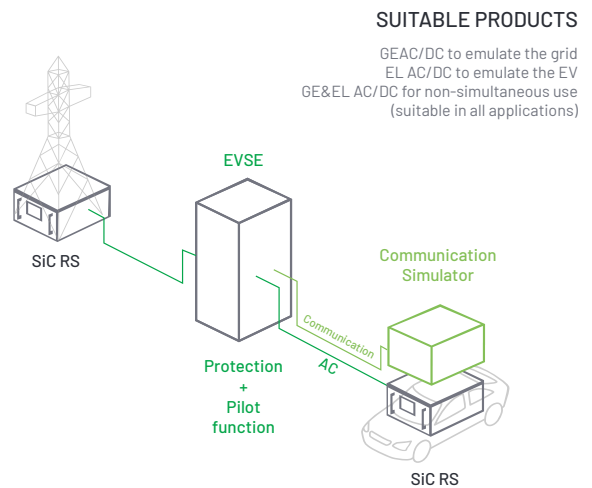 SUITABLE PRODUCTS
GEAC/DC to emulate the grid
EL AC/DC to emulate the EV
GE&EL AC/DC for non-simultaneous use
(suitable in all applications)
EVSE
SiC RS
Communication
Simulator
Communication
AC
Protection
+
Pilot
function
SiC RS